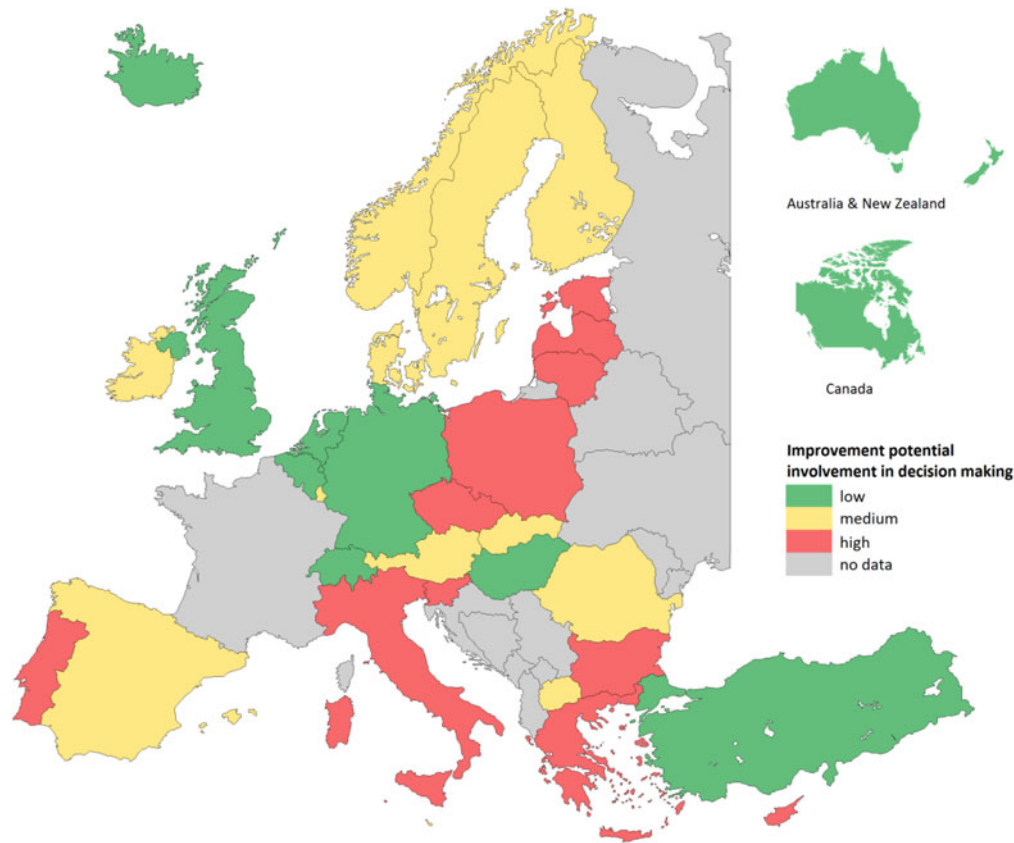 Australia & New Zealand
Canada
Improvement potential
involvement in decision making
low
medium
high
no data